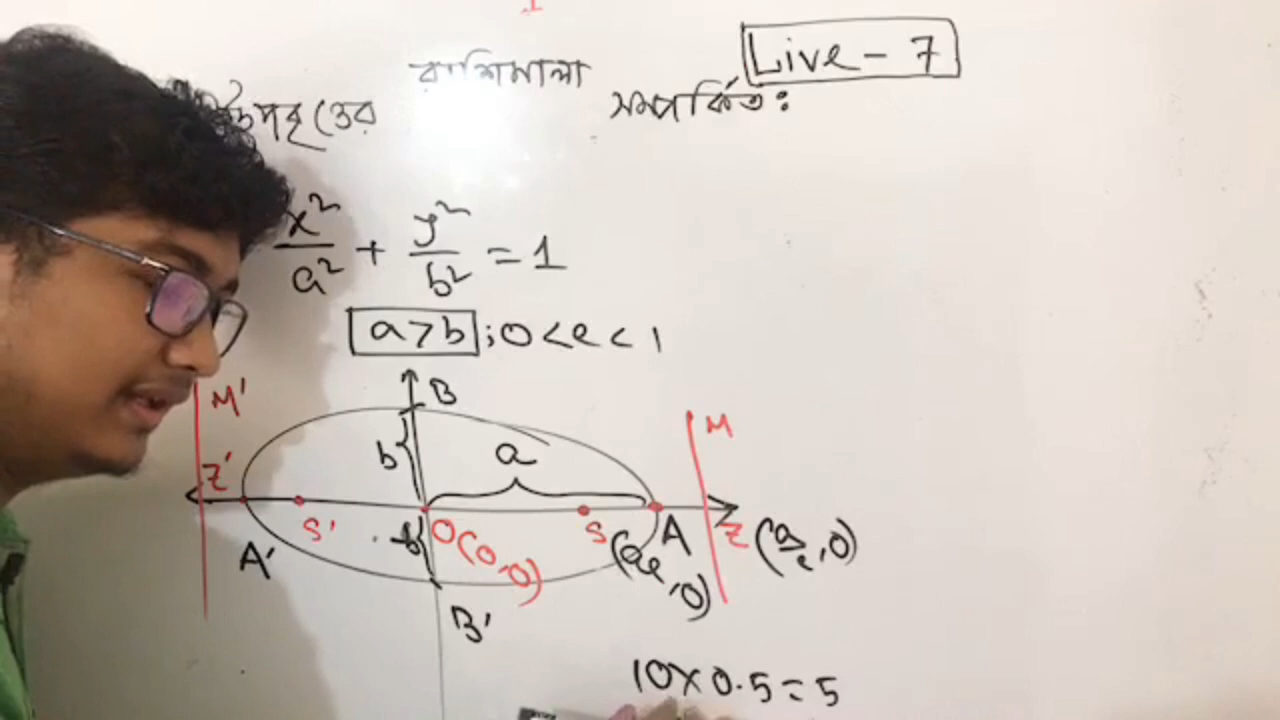 Live - 7
রাশিমালা
উপবৃত্তের সম্পর্কিত:
x²/a² + y²/b² = 1
a > b ; 0 < e < 1
M'
B
M
b
a
Z'
S'
O(0,0)
S (ae,0)
A
Z (a/e,0)
b
A'
B'
10 x 0.5 = 5